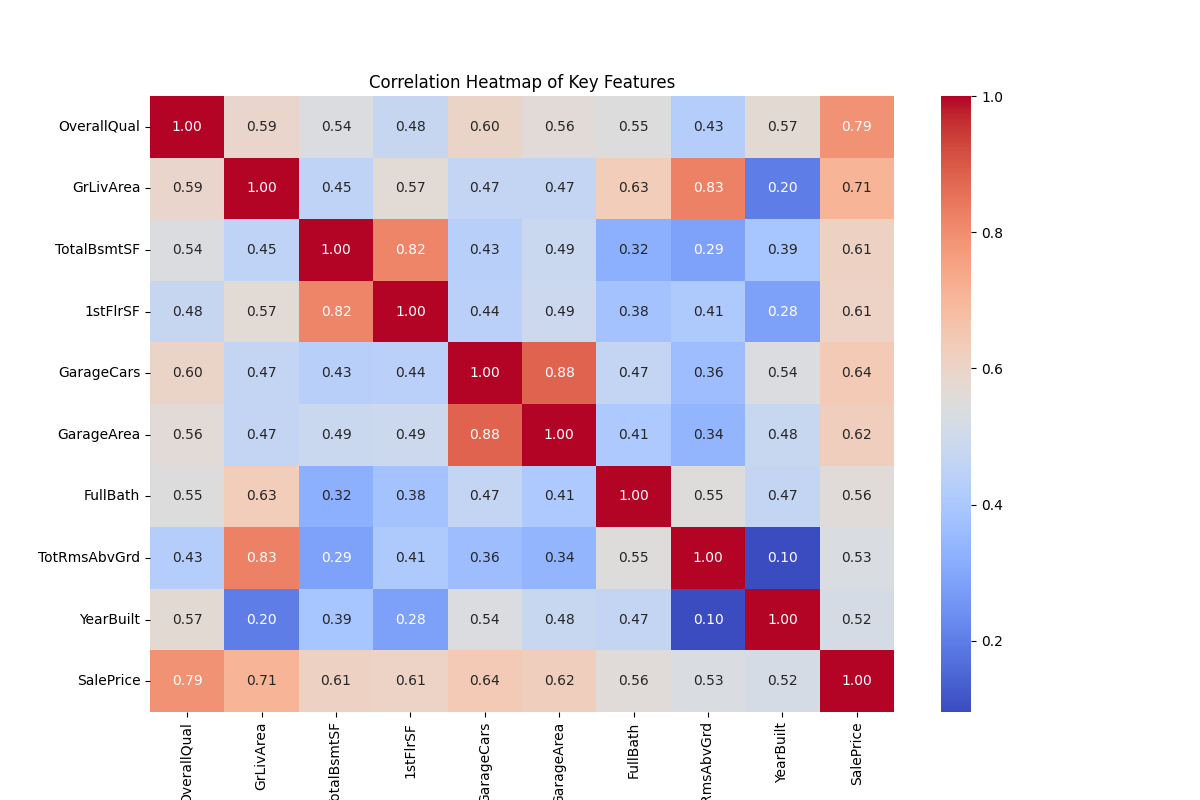 Correlation Heatmap of Key Features
OverallQual 1.00 0.59 0.54 0.48 0.60 0.56 0.55 0.43 0.57 0.79
GrLivArea 0.59 1.00 0.45 0.57 0.47 0.47 0.63 0.83 0.20 0.71
TotalBsmtSF 0.54 0.45 1.00 0.82 0.43 0.49 0.32 0.29 0.39 0.61
1stFlrSF 0.48 0.57 0.82 1.00 0.44 0.49 0.38 0.41 0.28 0.61
GarageCars 0.60 0.47 0.43 0.44 1.00 0.88 0.47 0.36 0.54 0.64
GarageArea 0.56 0.47 0.49 0.49 0.88 1.00 0.41 0.34 0.48 0.62
FullBath 0.55 0.63 0.32 0.38 0.47 0.41 1.00 0.55 0.47 0.56
TotRmsAbvGrd 0.43 0.83 0.29 0.41 0.36 0.34 0.55 1.00 0.10 0.53
YearBuilt 0.57 0.20 0.39 0.28 0.54 0.48 0.47 0.10 1.00 0.52
SalePrice 0.79 0.71 0.61 0.61 0.64 0.62 0.56 0.53 0.52 1.00
OverallQual
GrLivArea
otalBsmtSF
1stFlrSF
GarageCars
GarageArea
FullBath
RmsAbvGrd
YearBuilt
SalePrice
1.0
0.8
0.6
0.4
0.2